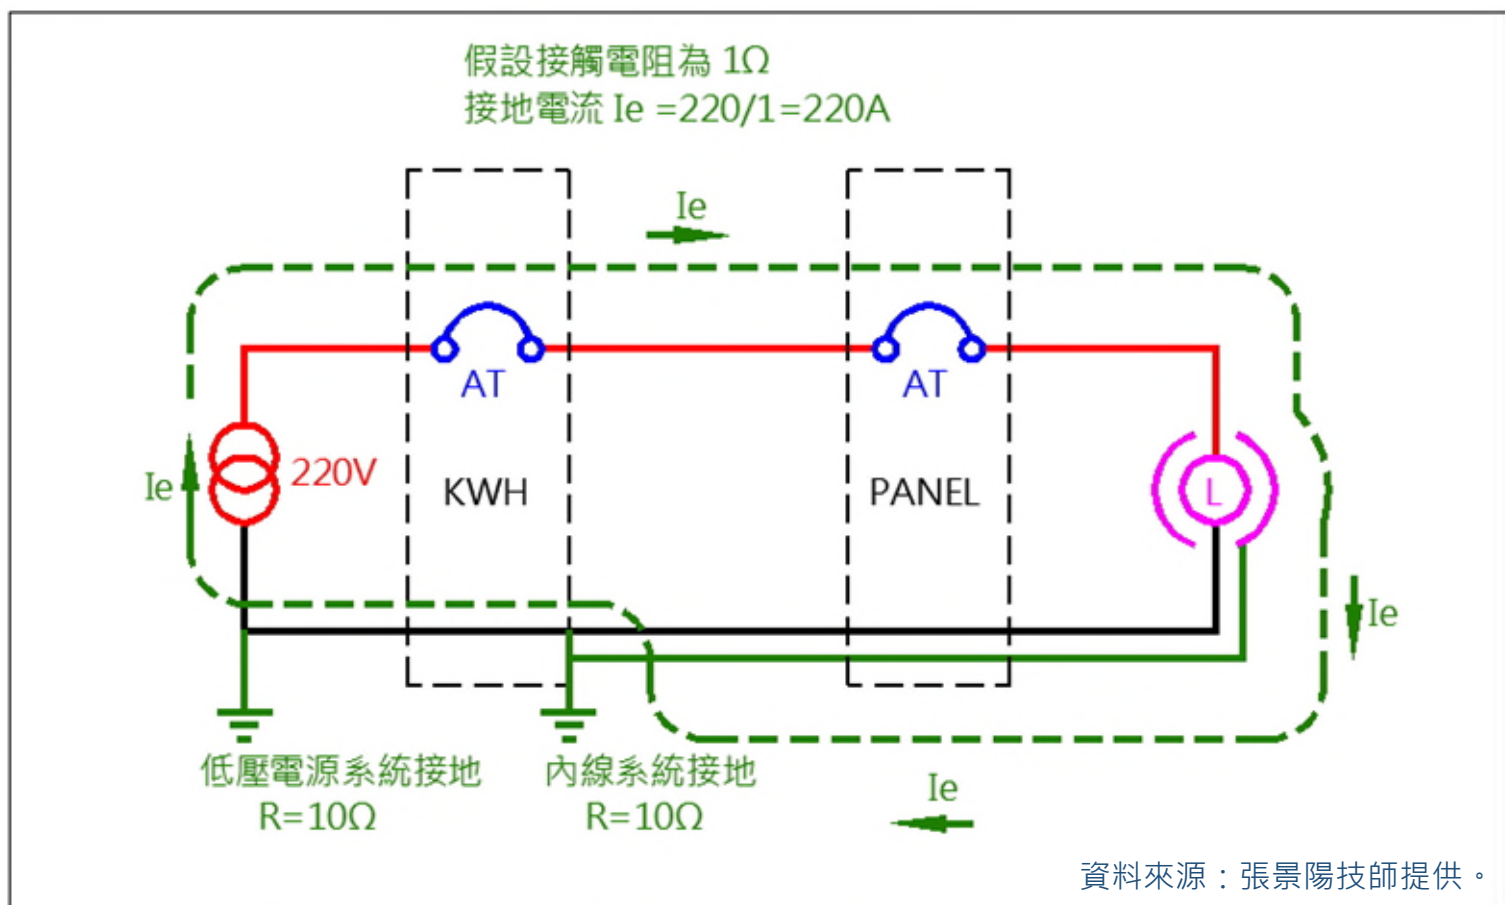 假設接觸電阻為 1Ω
接地電流 Ie =220/1=220A
Ie
AT
AT
Ie
220V
KWH
PANEL
L
Ie
低壓電源系統接地
R=10Ω
內線系統接地
R=10Ω
Ie
資料來源：張景陽技師提供。